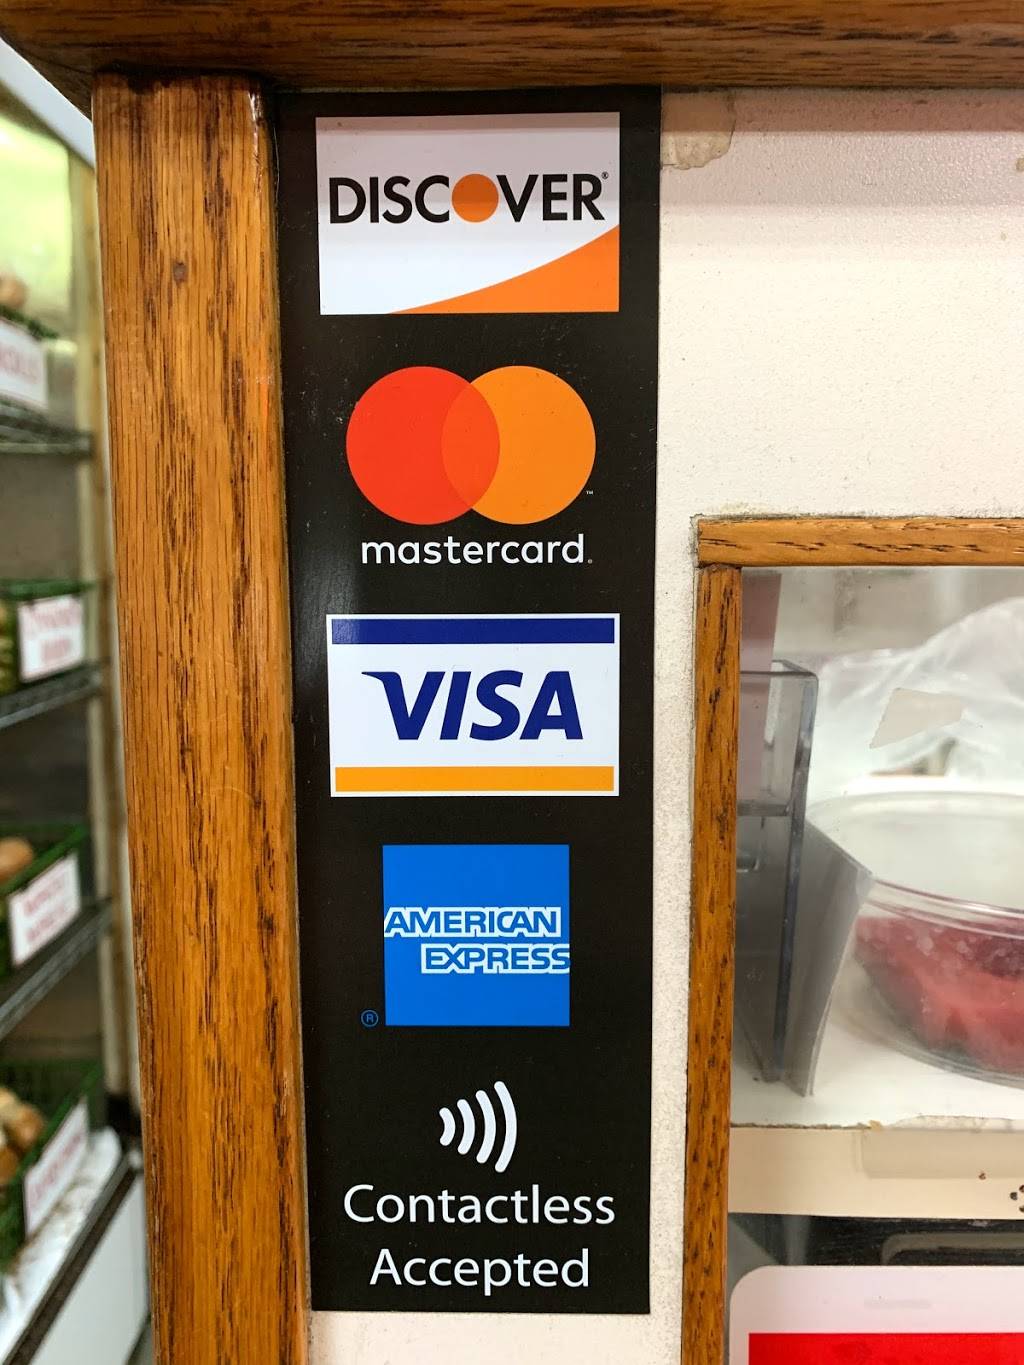 DISCOVER®
mastercard.
VISA
AMERICAN
EXPRESS
®
Contactless
Accepted